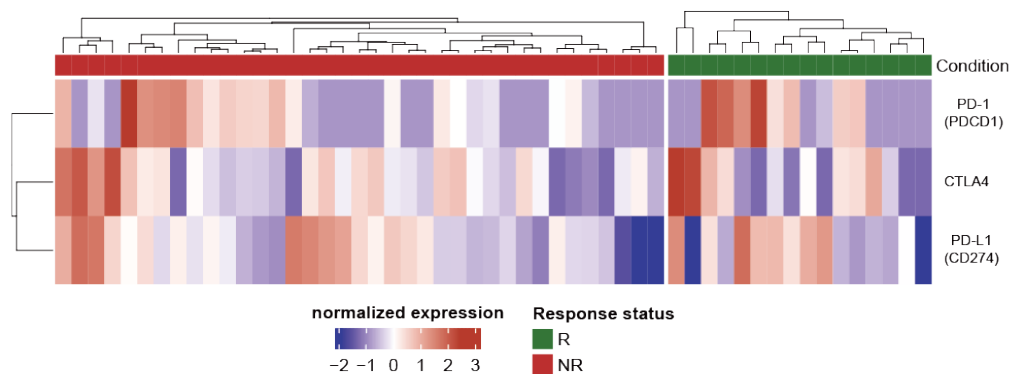 Condition
PD-1
(PDCD1)
CTLA4
PD-L1
(CD274)
normalized expression
−2 −1 0 1 2 3
Response status
R
NR